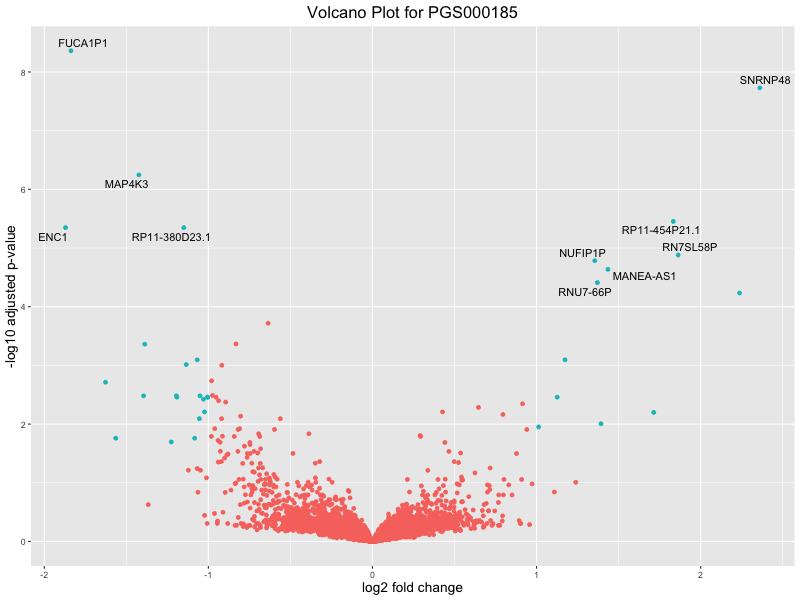 Volcano Plot for PGS000185
FUCA1P1
SNRNP48
MAP4K3
ENC1
RP11-380D23.1
RP11-454P21.1
RN7SL58P
NUFIP1P
MANEA-AS1
RNU7-66P
-log10 adjusted p-value
8
6
4
2
0
-2
-1
0
1
2
log2 fold change